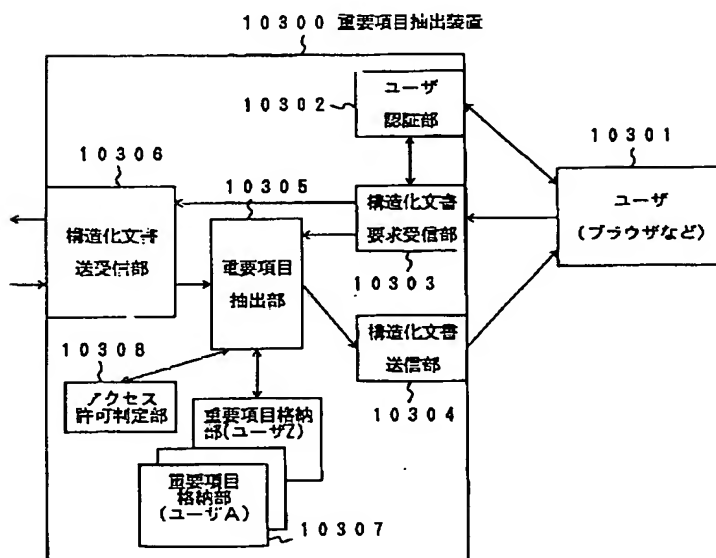 10300 重要項目抽出装置
10302
ユーザ
認証部
10301
ユーザ
(ブラウザなど)
10306
構造化文書
送受信部
10305
重要項目
抽出部
構造化文書
要求受信部
10303
構造化文書
送信部
10304
10308
アクセス
許可判定部
重要項目格納
部(ユーザZ)
重要項目
格納部
(ユーザA)
10307